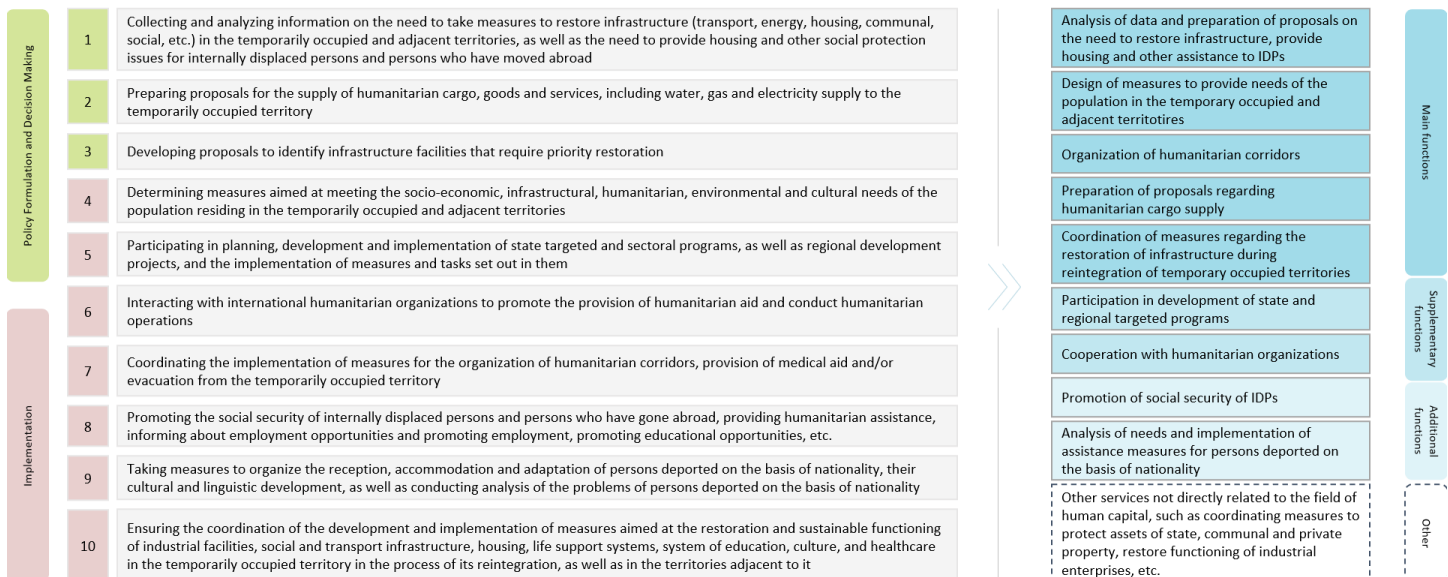 Policy Formulation and Decision Making
Implementation
1
Collecting and analyzing information on the need to take measures to restore infrastructure (transport, energy, housing, communal,
social, etc.) in the temporarily occupied and adjacent territories, as well as the need to provide housing and other social protection
issues for internally displaced persons and persons who have moved abroad
2
Preparing proposals for the supply of humanitarian cargo, goods and services, including water, gas and electricity supply to the
temporarily occupied territory
3
Developing proposals to identify infrastructure facilities that require priority restoration
4
Determining measures aimed at meeting the socio-economic, infrastructural, humanitarian, environmental and cultural needs of the
population residing in the temporarily occupied and adjacent territories
5
Participating in planning, development and implementation of state targeted and sectoral programs, as well as regional development
projects, and the implementation of measures and tasks set out in them
6
Interacting with international humanitarian organizations to promote the provision of humanitarian aid and conduct humanitarian
operations
7
Coordinating the implementation of measures for the organization of humanitarian corridors, provision of medical aid and/or
evacuation from the temporarily occupied territory
8
Promoting the social security of internally displaced persons and persons who have gone abroad, providing humanitarian assistance,
informing about employment opportunities and promoting employment, promoting educational opportunities, etc.
9
Taking measures to organize the reception, accommodation and adaptation of persons deported on the basis of nationality, their
cultural and linguistic development, as well as conducting analysis of the problems of persons deported on the basis of nationality
10
Ensuring the coordination of the development and implementation of measures aimed at the restoration and sustainable functioning
of industrial facilities, social and transport infrastructure, housing, life support systems, system of education, culture, and healthcare
in the temporarily occupied territory in the process of its reintegration, as well as in the territories adjacent to it
Analysis of data and preparation of proposals on
the need to restore infrastructure, provide
housing and other assistance to IDPs
Design of measures to provide needs of the
population in the temporary occupied and
adjacent territotires
Organization of humanitarian corridors
Preparation of proposals regarding
humanitarian cargo supply
Coordination of measures regarding the
restoration of infrastructure during
reintegration of temporary occupied territories
Participation in development of state and
regional targeted programs
Cooperation with humanitarian organizations
Promotion of social security of IDPs
Analysis of needs and implementation of
assistance measures for persons deported on
the basis of nationality
Other services not directly related to the field of
human capital, such as coordinating measures to
protect assets of state, communal and private
property, restore functioning of industrial
enterprises, etc.
Main functions
Supplementary
functions
Additional
functions
Other